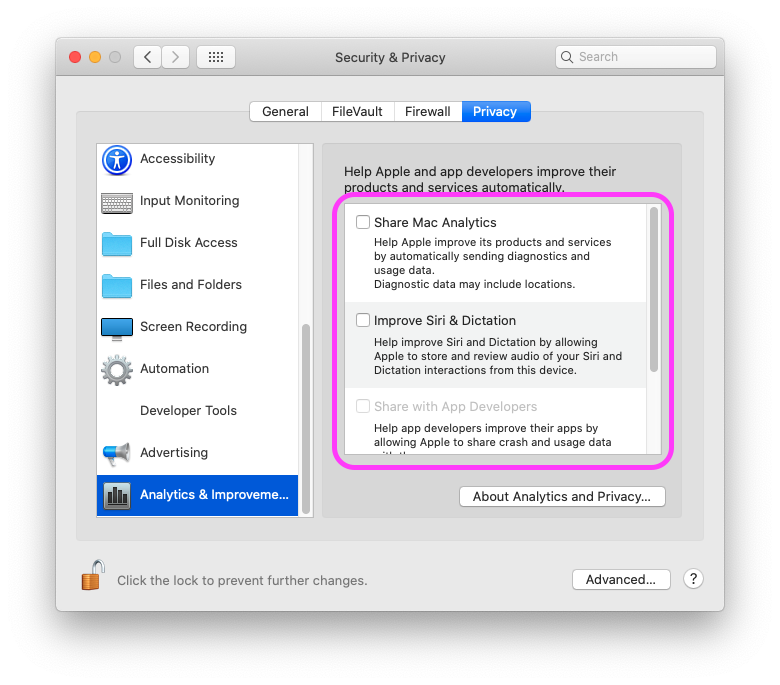 Security & Privacy
Search
General
FileVault
Firewall
Privacy
Accessibility
Input Monitoring
Full Disk Access
Files and Folders
Screen Recording
Automation
Developer Tools
Advertising
Analytics & Improveme...
Help Apple and app developers improve their
products and services automatically.
Share Mac Analytics
Help Apple improve its products and services
by automatically sending diagnostics and
usage data.
Diagnostic data may include locations.
Improve Siri & Dictation
Help improve Siri and Dictation by allowing
Apple to store and review audio of your Siri and
Dictation interactions from this device.
Share with App Developers
Help app developers improve their apps by
allowing Apple to share crash and usage data
About Analytics and Privacy...
Click the lock to prevent further changes.
Advanced...
?